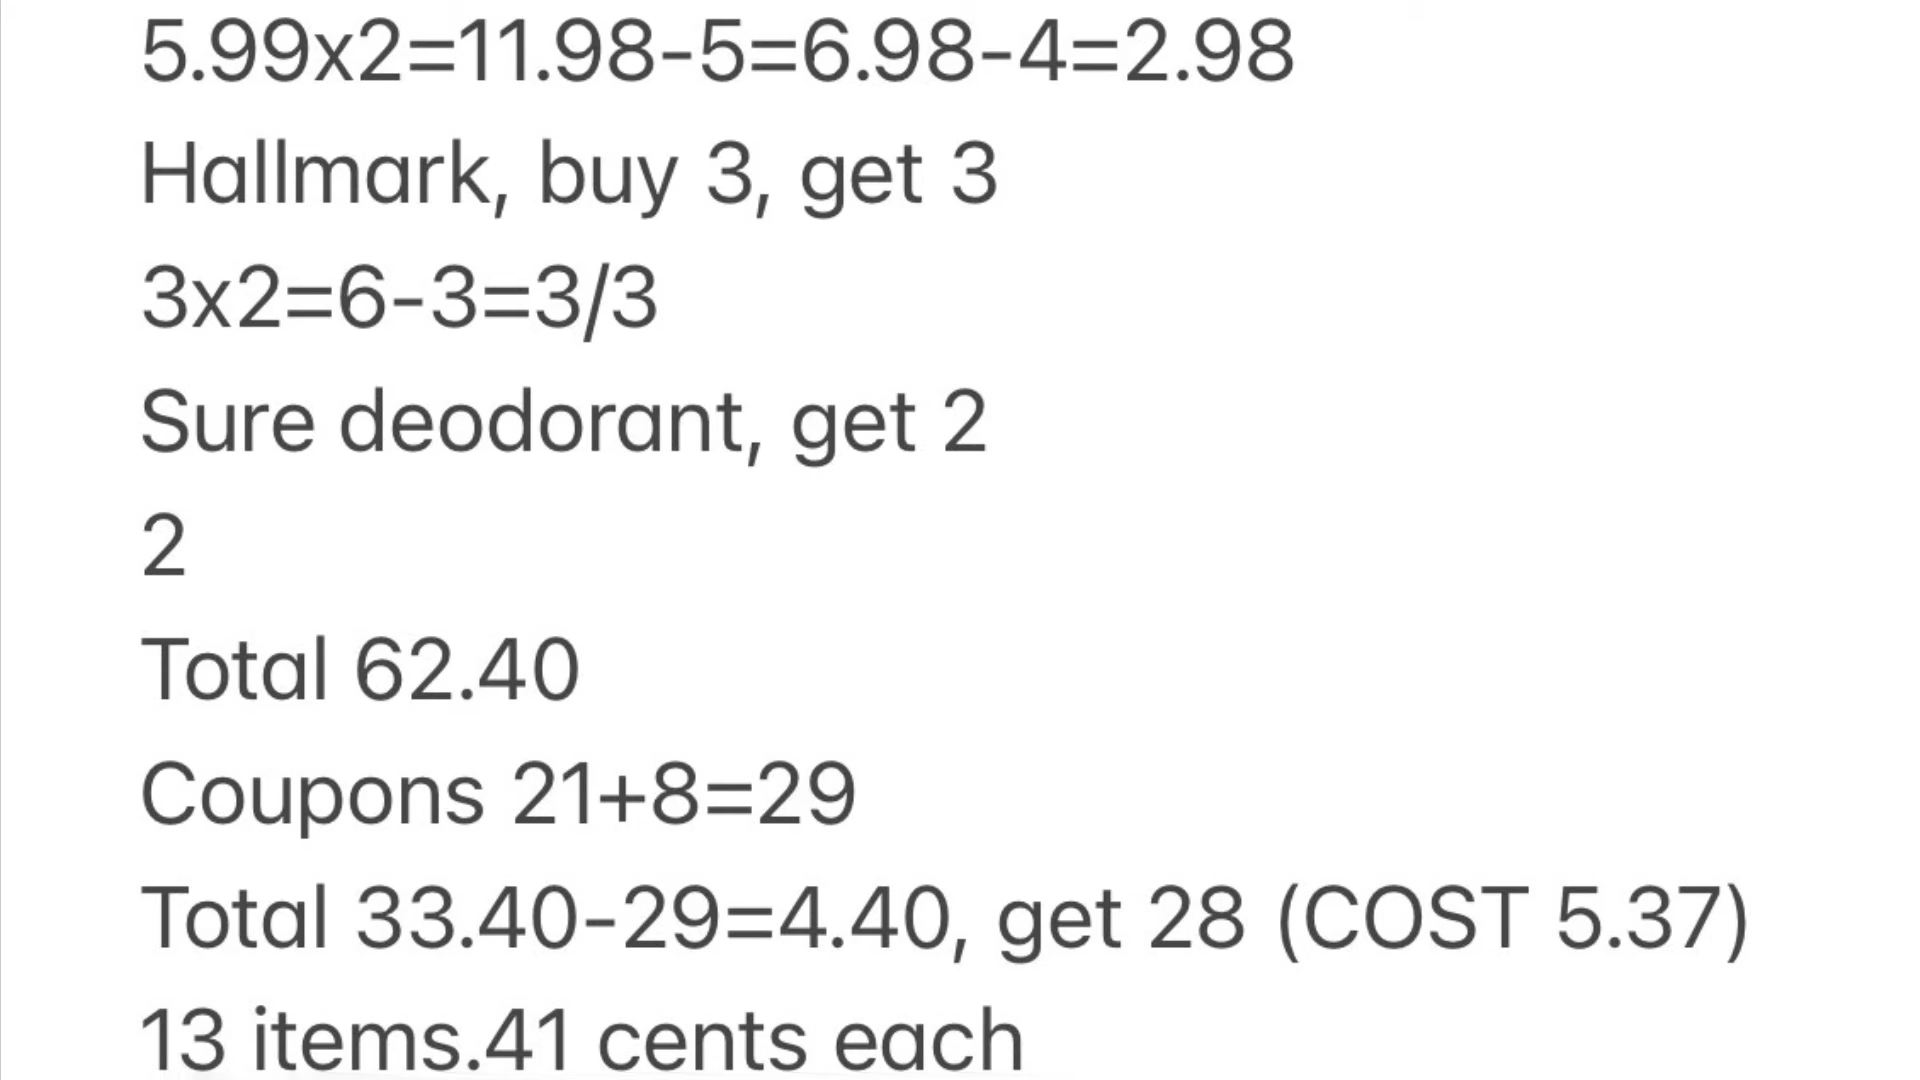 5.99x2=11.98-5=6.98-4=2.98
Hallmark, buy 3, get 3
3x2=6-3=3/3
Sure deodorant, get 2
2
Total 62.40
Coupons 21+8=29
Total 33.40-29=4.40, get 28 (COST 5.37)
13 items.41 cents each